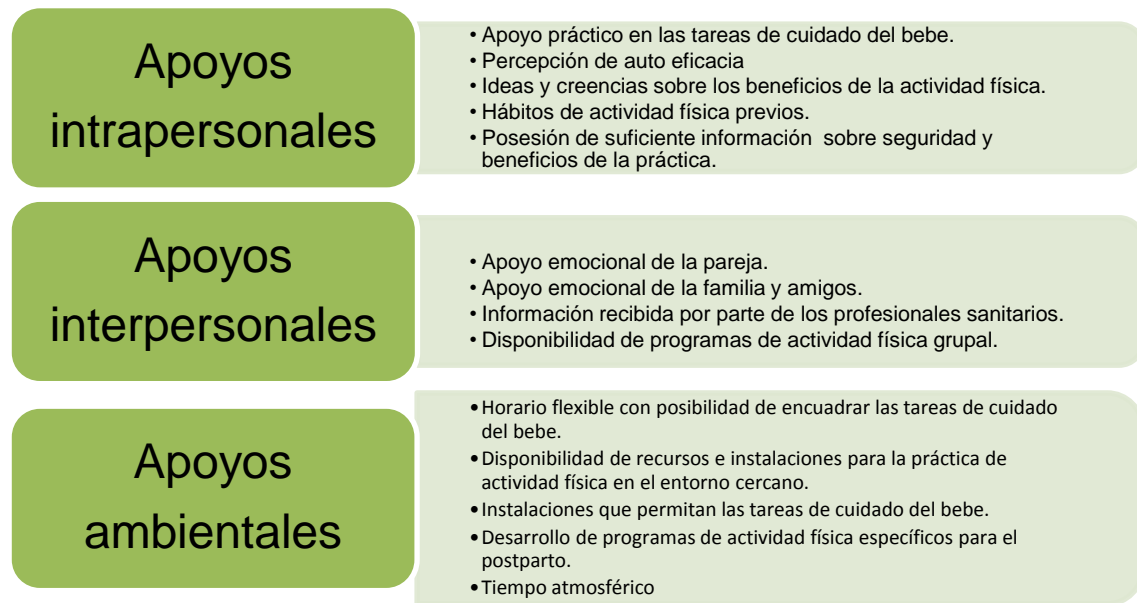 Apoyos
intrapersonales
• Apoyo práctico en las tareas de cuidado del bebe.
• Percepción de auto eficacia
• Ideas y creencias sobre los beneficios de la actividad física.
• Hábitos de actividad física previos.
• Posesión de suficiente información sobre seguridad y
beneficios de la práctica.
Apoyos
interpersonales
• Apoyo emocional de la pareja.
• Apoyo emocional de la familia y amigos.
• Información recibida por parte de los profesionales sanitarios.
• Disponibilidad de programas de actividad física grupal.
Apoyos
ambientales
•Horario flexible con posibilidad de encuadrar las tareas de cuidado
del bebe.
•Disponibilidad de recursos e instalaciones para la práctica de
actividad física en el entorno cercano.
•Instalaciones que permitan las tareas de cuidado del bebe.
•Desarrollo de programas de actividad física específicos para el
postparto.
•Tiempo atmosférico